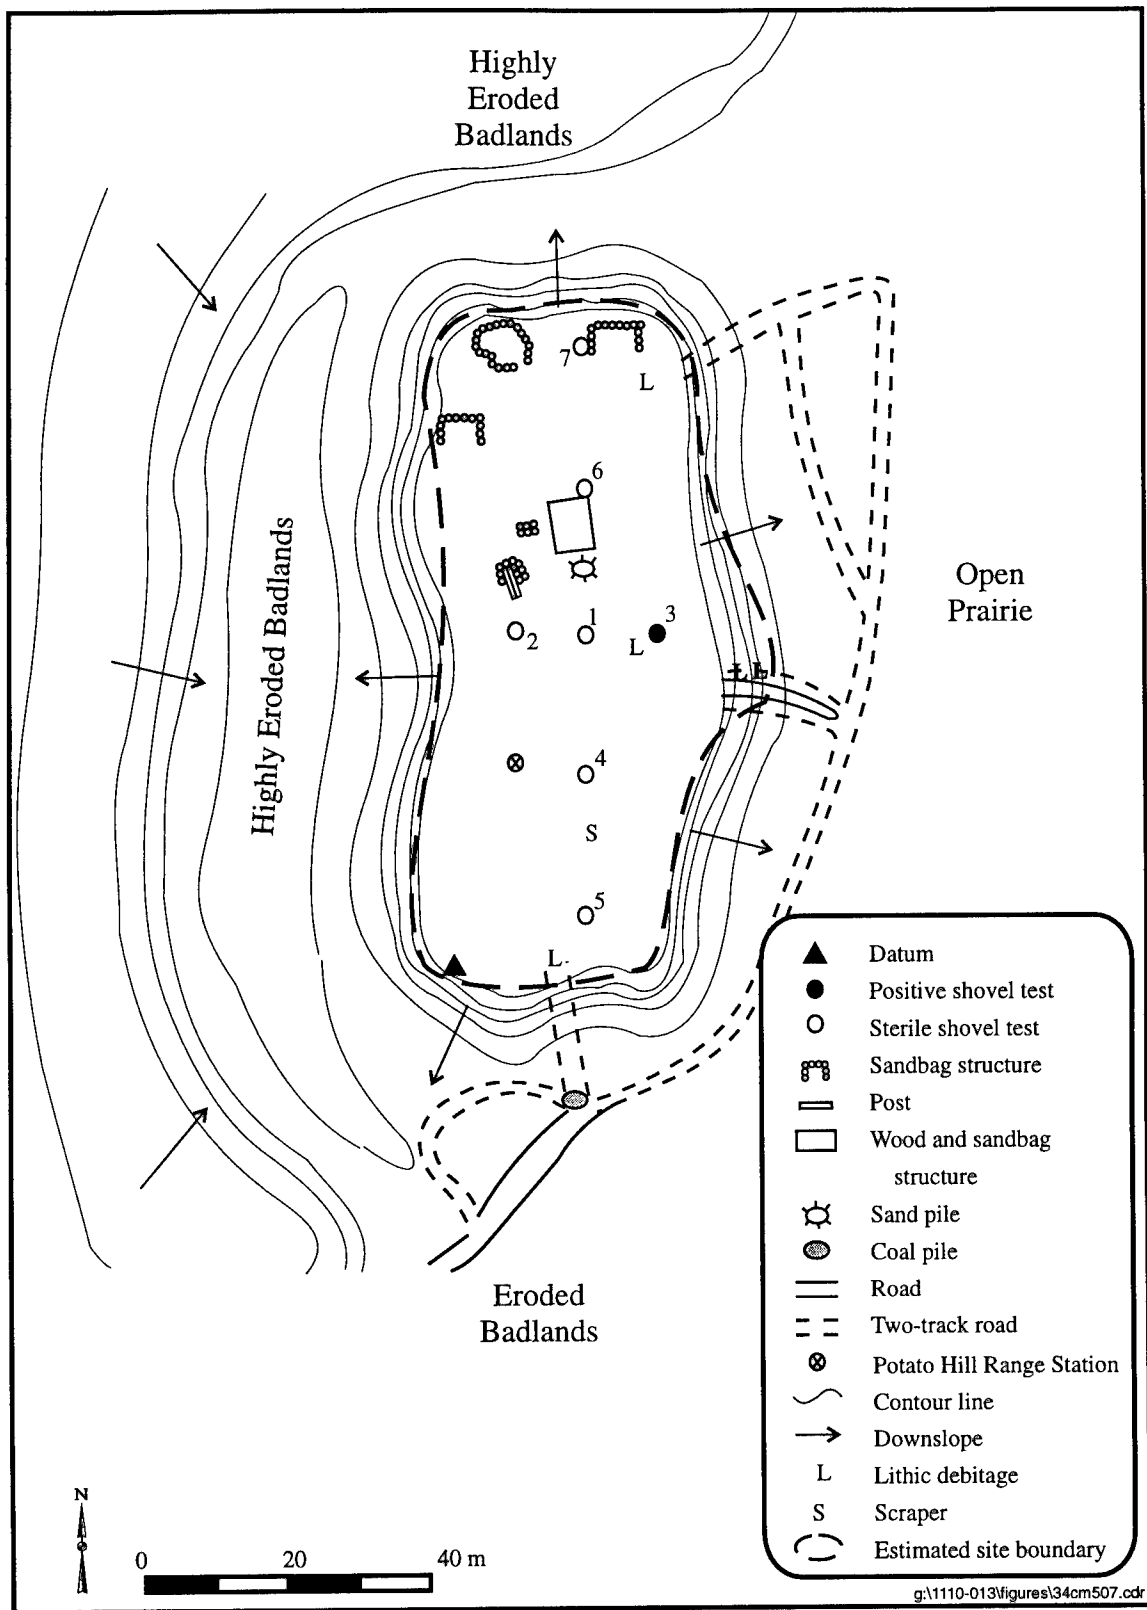 Highly
Eroded
Badlands
7
L
6
Highly Eroded Badlands
Open
Prairie
2
1
3
L
L L
4
S
5
L
Datum
Positive shovel test
Sterile shovel test
Sandbag structure
Post
Wood and sandbag
structure
Sand pile
Coal pile
Road
Two-track road
Potato Hill Range Station
Contour line
Downslope
L Lithic debitage
S Scraper
Estimated site boundary
Eroded
Badlands
N
0 20 40 m
g:\1110-013\figures\34cm507.cdr